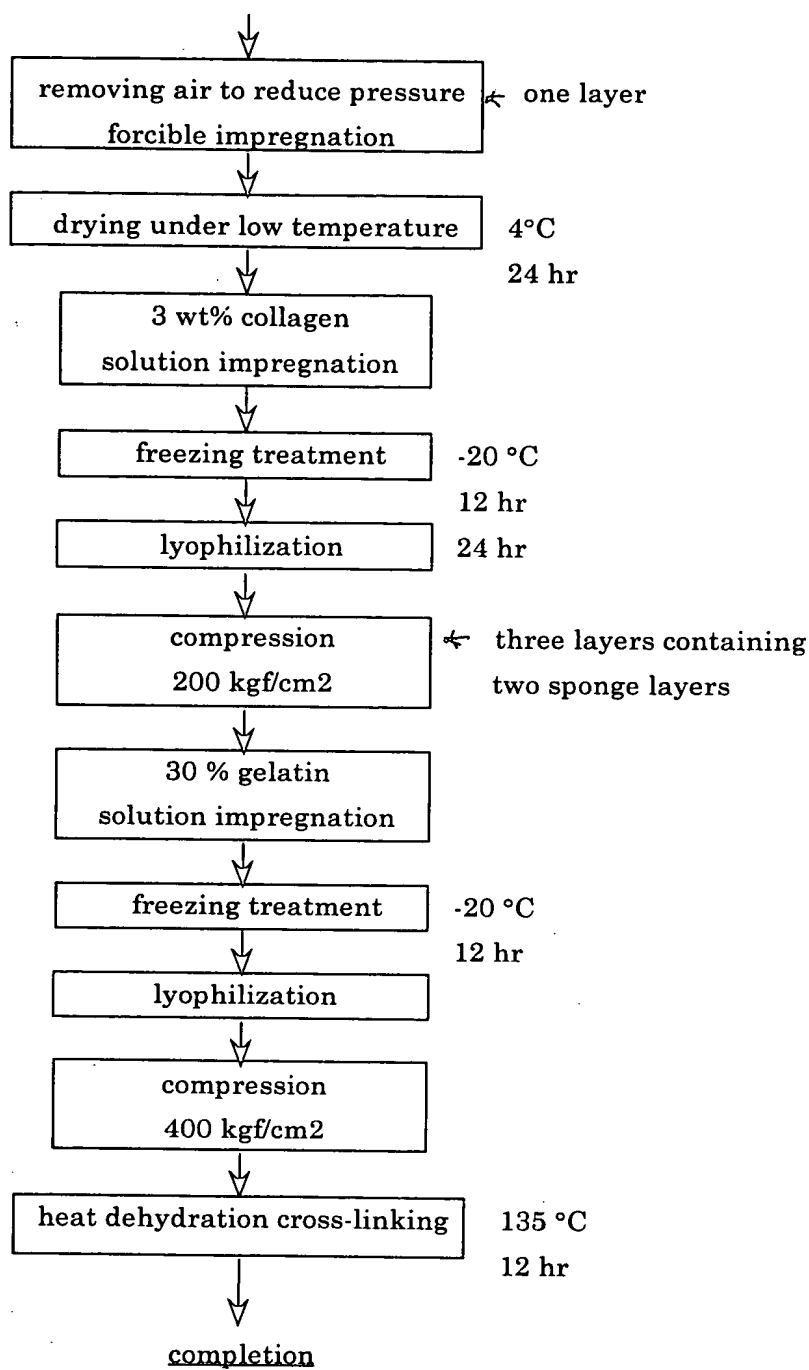 removing air to reduce pressure
forcible impregnation
one layer
drying under low temperature
4°C
24 hr
3 wt% collagen
solution impregnation
freezing treatment
-20 °C
12 hr
lyophilization
24 hr
compression
200 kgf/cm2
three layers containing
two sponge layers
30 % gelatin
solution impregnation
freezing treatment
-20 °C
12 hr
lyophilization
compression
400 kgf/cm2
heat dehydration cross-linking
135 °C
12 hr
completion